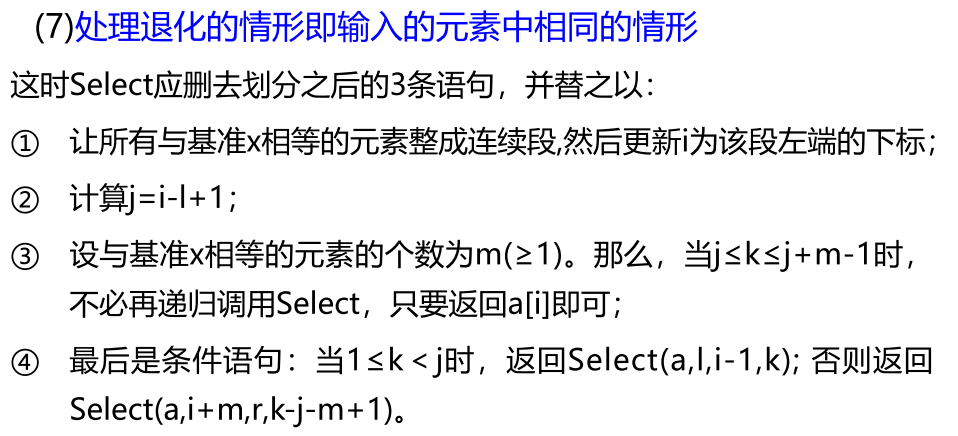 (7)处理退化的情形即输入的元素中相同的情形
这时Select应删去划分之后的3条语句，并替之以：
① 让所有与基准x相等的元素整成连续段,然后更新i为该段左端的下标；
② 计算j=i-l+1；
③ 设与基准x相等的元素的个数为m(≥1)。那么，当j≤k≤j+m-1时，
不必再递归调用Select，只要返回a[i]即可；
④ 最后是条件语句：当1≤k＜j时，返回Select(a,l,i-1,k); 否则返回
Select(a,i+m,r,k-j-m+1)。